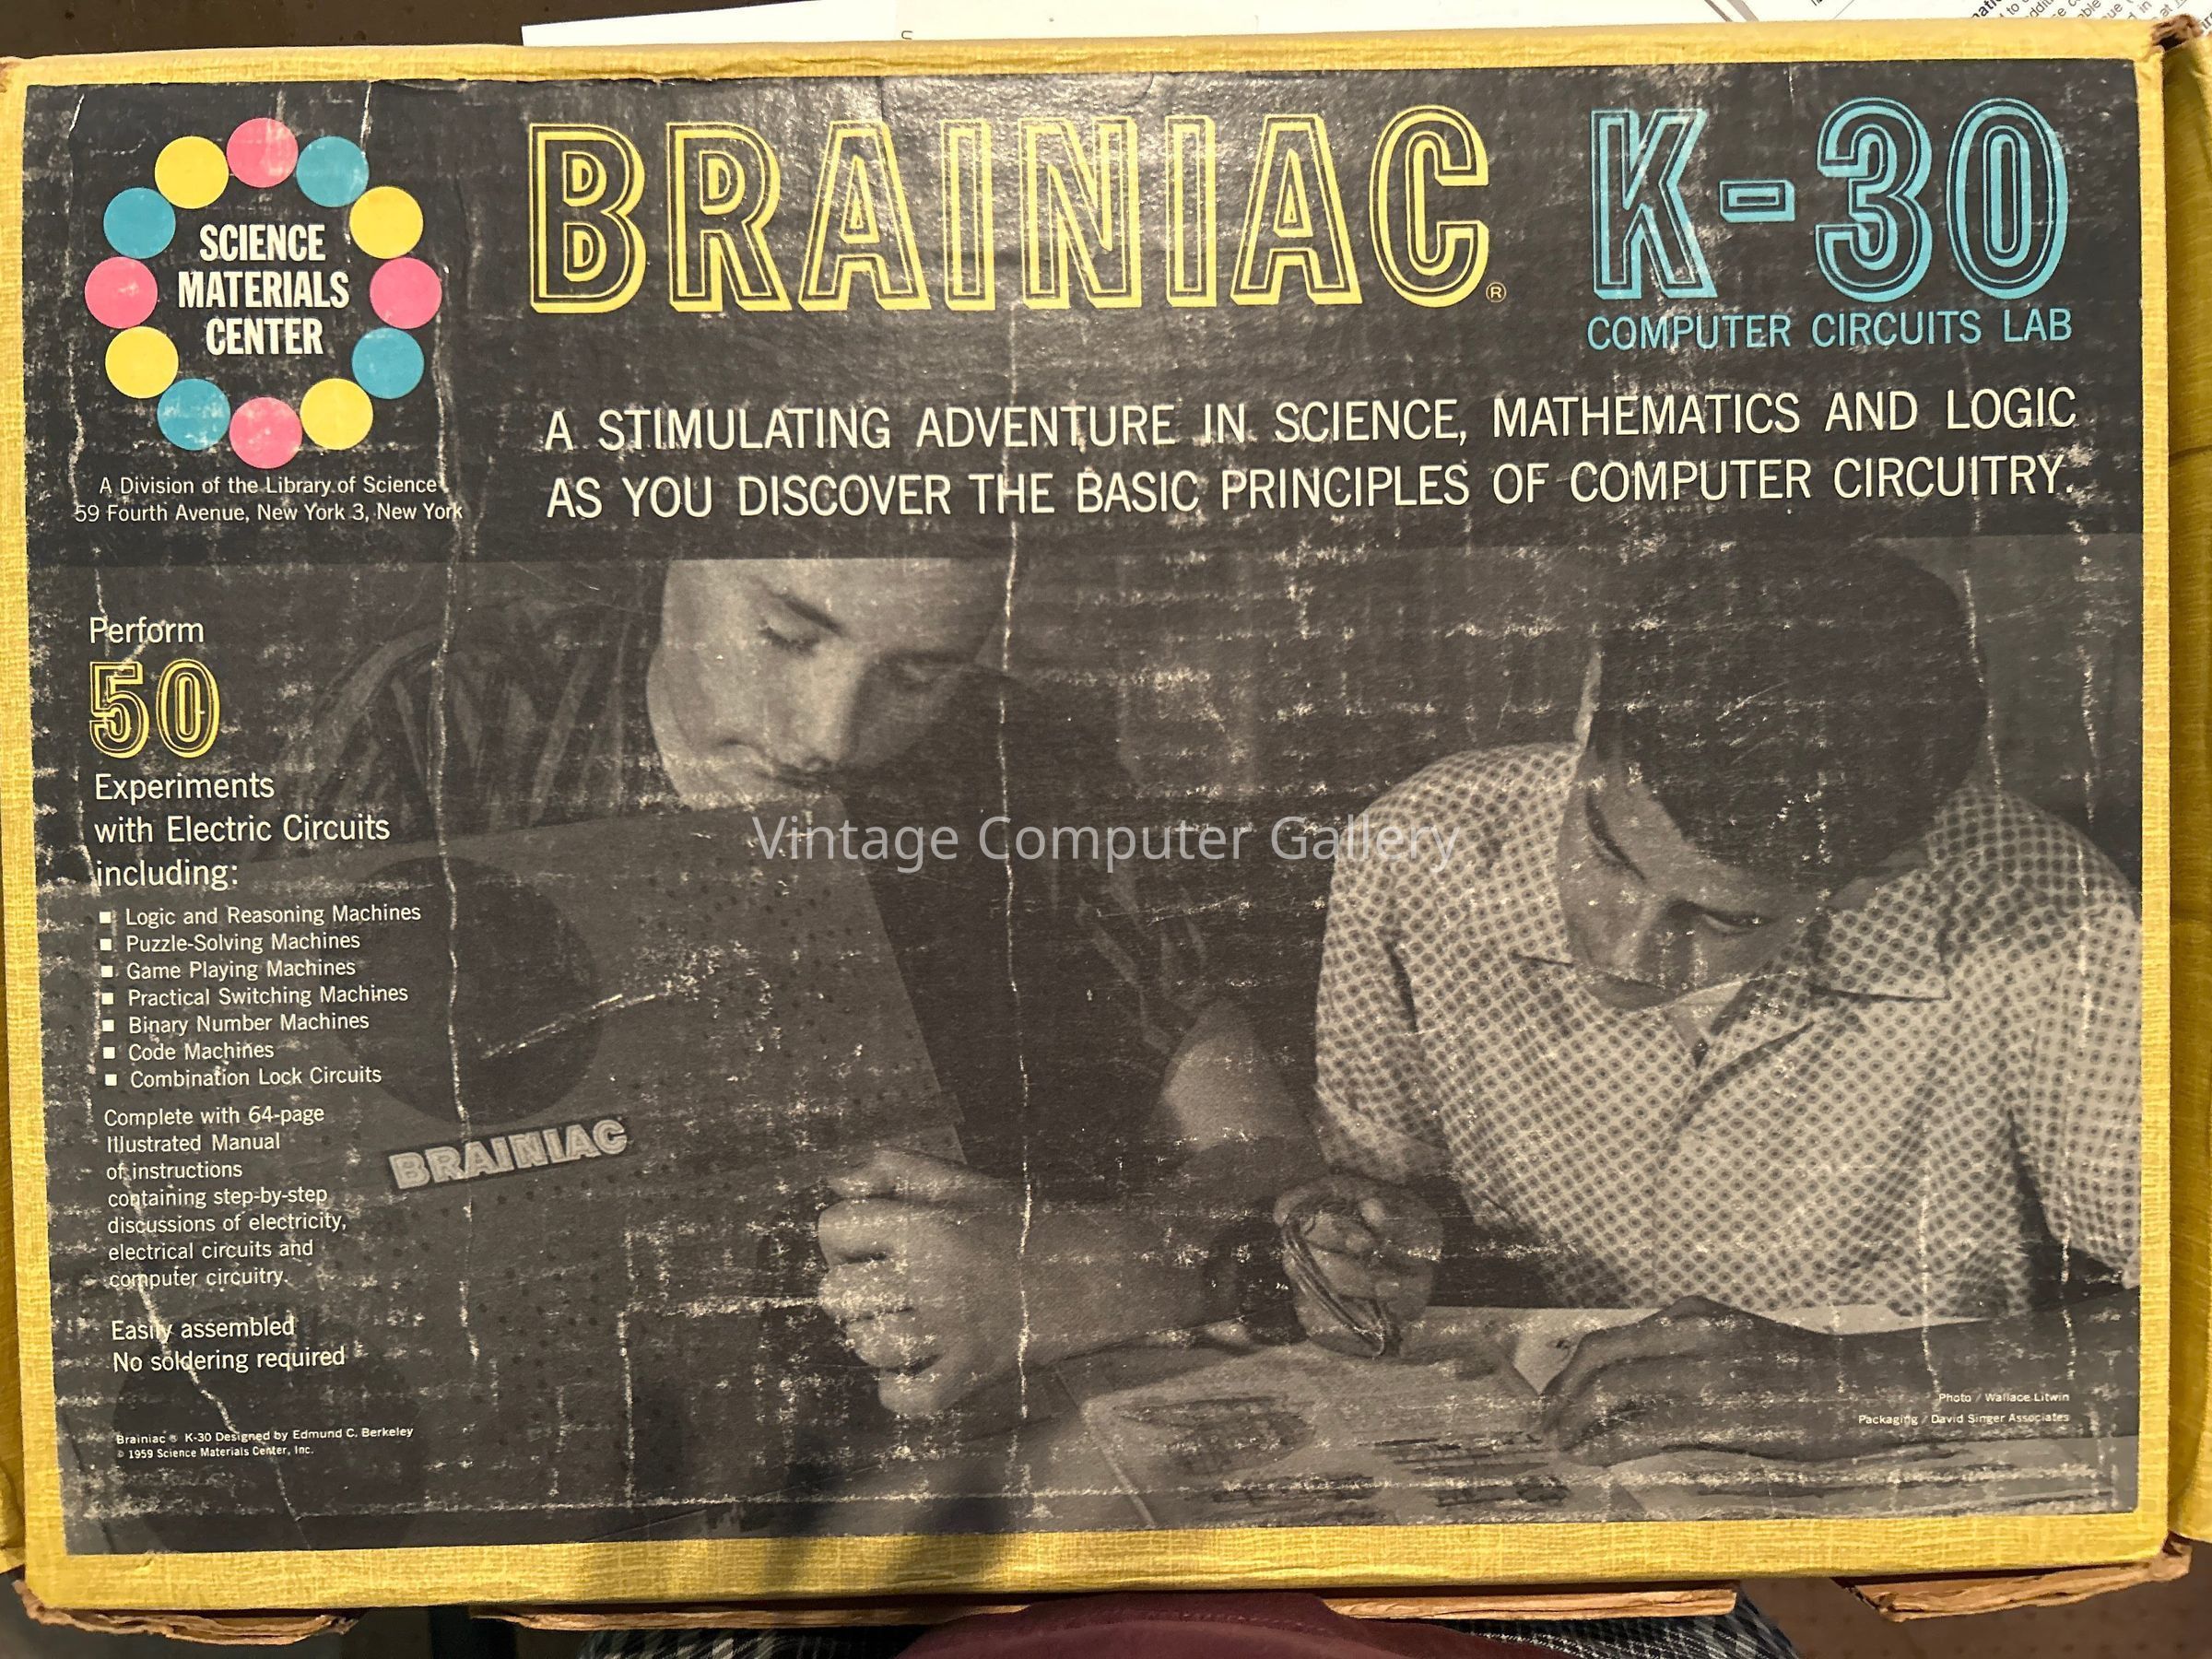 SCIENCE
MATERIALS
CENTER
A Division of the Library of Science
59 Fourth Avenue, New York 3, New York
BRAINIAC®
K-30
COMPUTER CIRCUITS LAB
A STIMULATING ADVENTURE IN SCIENCE, MATHEMATICS AND LOGIC
AS YOU DISCOVER THE BASIC PRINCIPLES OF COMPUTER CIRCUITRY.
Perform
50
Experiments
with Electric Circuits
including:
■ Logic and Reasoning Machines
■ Puzzle-Solving Machines
■ Game Playing Machines
■ Practical Switching Machines
■ Binary Number Machines
■ Code Machines
■ Combination Lock Circuits
Complete with 64-page
Illustrated Manual
of instructions
containing step-by-step
discussions of electricity,
electrical circuits and
computer circuitry.
Easily assembled
No soldering required
Brainiac ® K-30 Designed by Edmund C. Berkeley
© 1959 Science Materials Center, Inc.
BRAINIAC
Vintage Computer Gallery
Photo / Wallace Litwin
Packaging / David Singer Associates